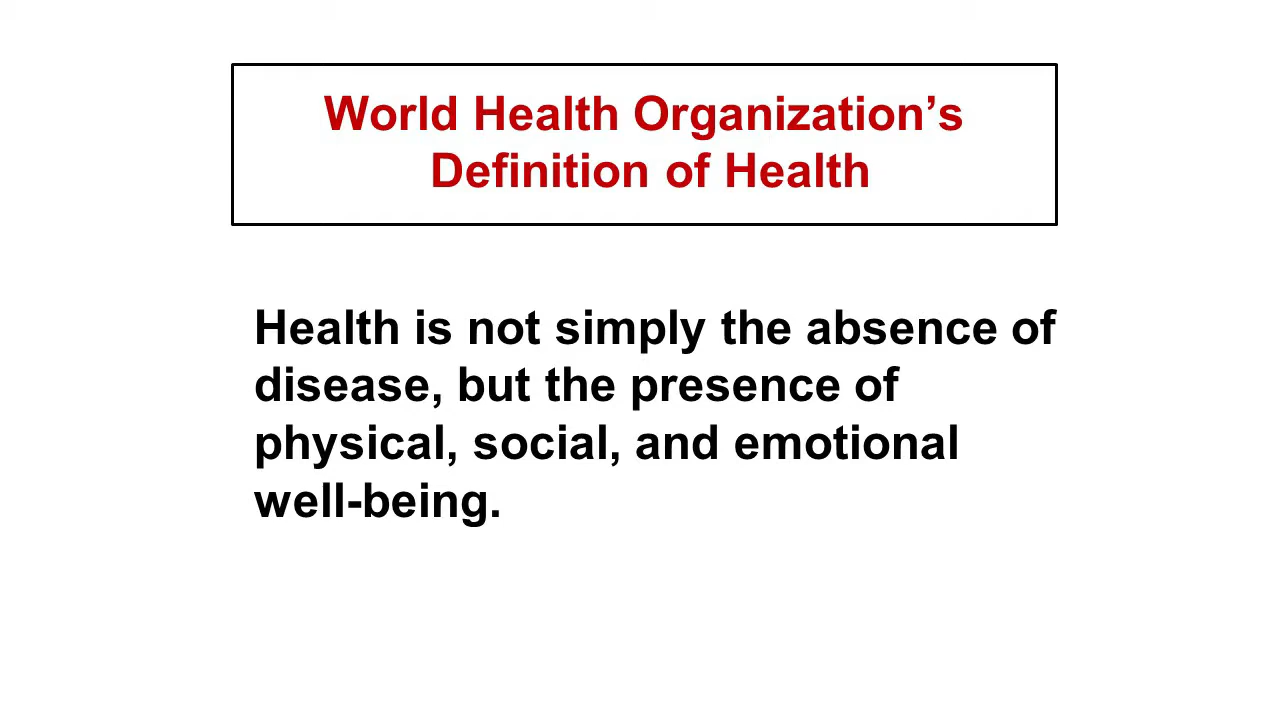 World Health Organization’s
Definition of Health
Health is not simply the absence of
disease, but the presence of
physical, social, and emotional
well-being.